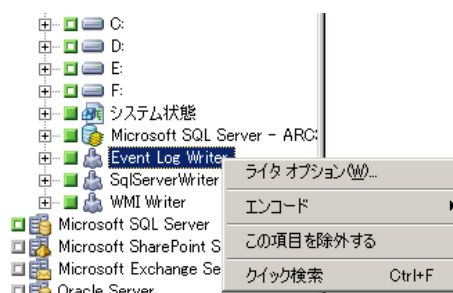 C:
D:
E:
F:
システム状態
Microsoft SQL Server - ARC
Event Log Writer
SqlServerWriter
WMI Writer
Microsoft SQL Server
Microsoft SharePoint S
Microsoft Exchange Se
Oracle Server
ライタ オプション(W)...
エンコード
この項目を除外する
クイック検索 Ctrl+F